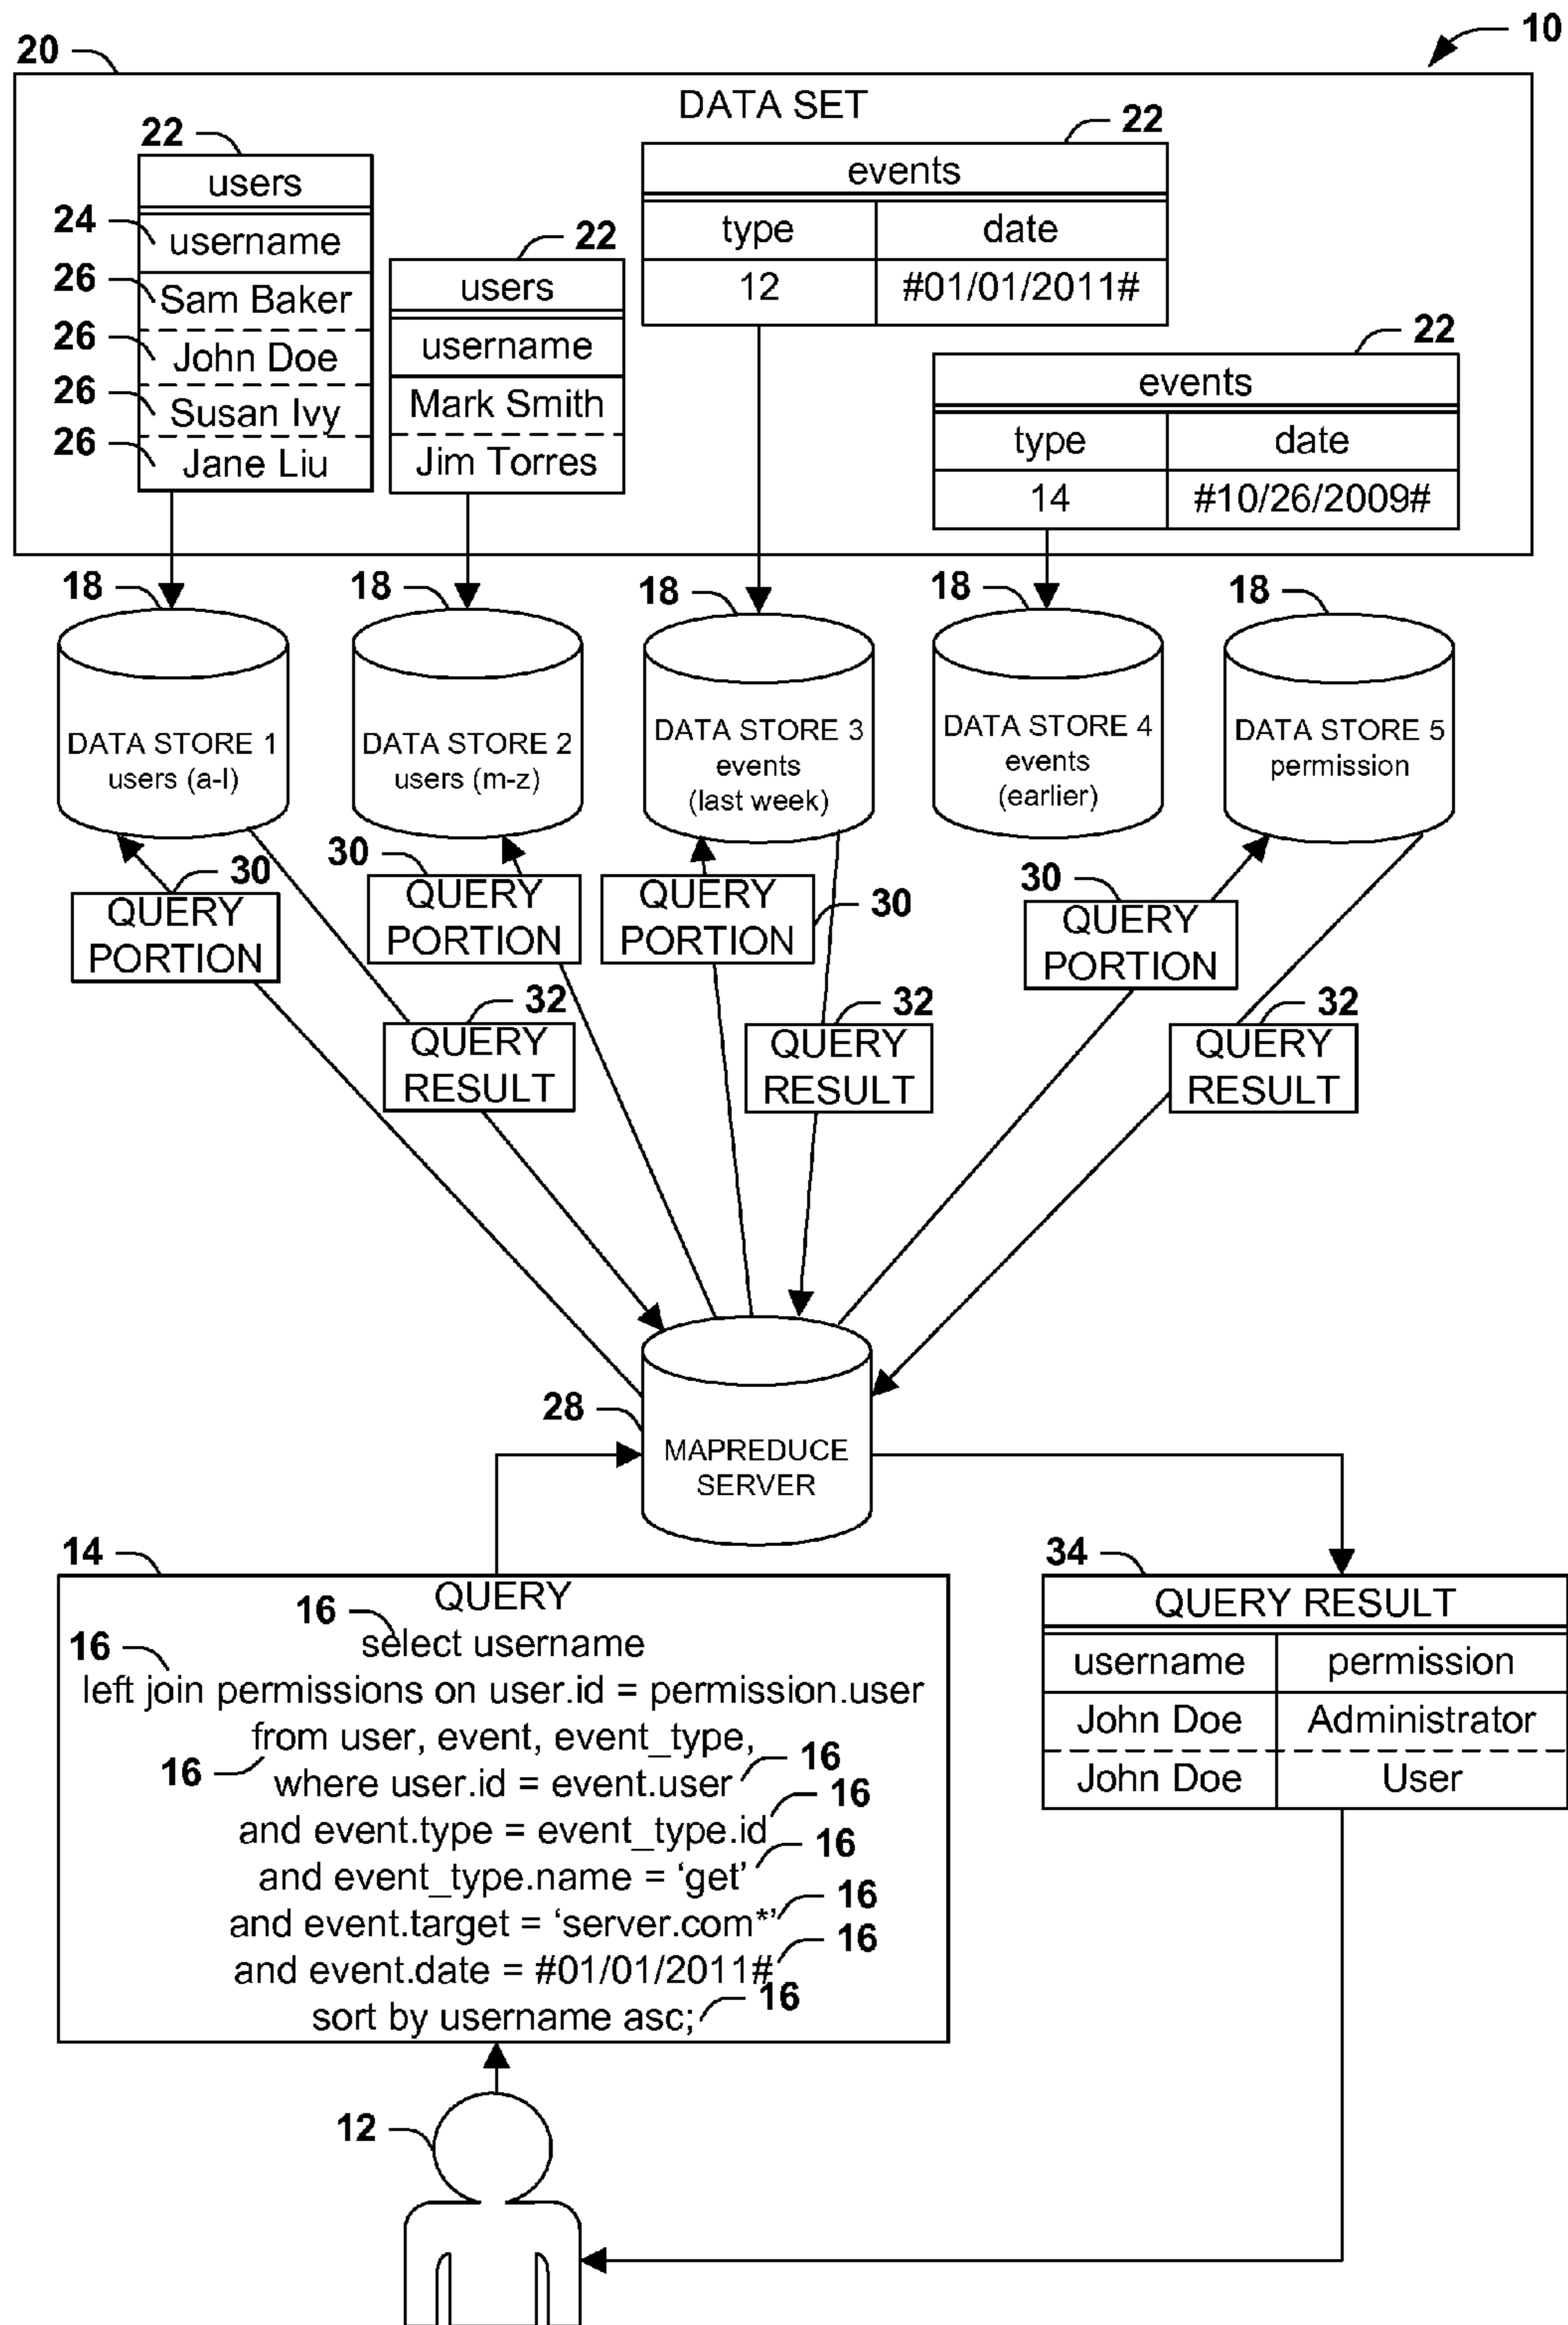 10
20
DATA SET
22
users
24
username
26
Sam Baker
26
John Doe
26
Susan Ivy
26
Jane Liu
22
users
username
Mark Smith
Jim Torres
22
events
type date
12 #01/01/2011#
22
events
type date
14 #10/26/2009#
18
DATA STORE 1
users (a-l)
18
DATA STORE 2
users (m-z)
18
DATA STORE 3
events
(last week)
18
DATA STORE 4
events
(earlier)
18
DATA STORE 5
permission
30
QUERY
PORTION
30
QUERY
PORTION
30
QUERY
PORTION
30
QUERY
PORTION
32
QUERY
RESULT
32
QUERY
RESULT
32
QUERY
RESULT
28
MAPREDUCE
SERVER
14
QUERY
16
select username
16
left join permissions on user.id = permission.user
from user, event, event_type,
16
where user.id = event.user
16
and event.type = event_type.id
16
and event_type.name = ‘get’
16
and event.target = ‘server.com*’
16
and event.date = #01/01/2011#
16
sort by username asc;
16
34
QUERY RESULT
username permission
John Doe Administrator
John Doe User
12